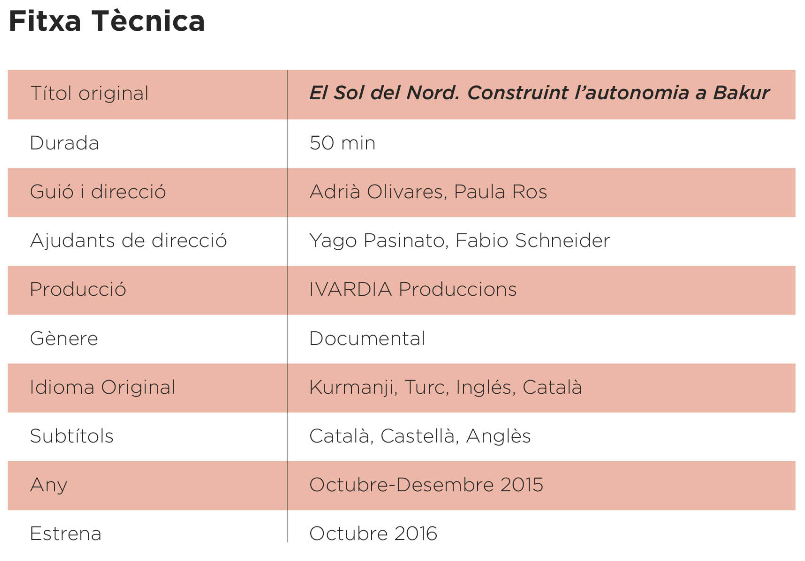 Fitxa Tècnica
Títol original El Sol del Nord. Construint l'autonomia a Bakur
Durada 50 min
Guió i direcció Adrià Olivares, Paula Ros
Ajudants de direcció Yago Pasinato, Fabio Schneider
Producció IVARDIA Produccions
Gènere Documental
Idioma Original Kurmanji, Turc, Inglés, Català
Subtítols Català, Castellà, Anglès
Any Octubre-Desembre 2015
Estrena Octubre 2016